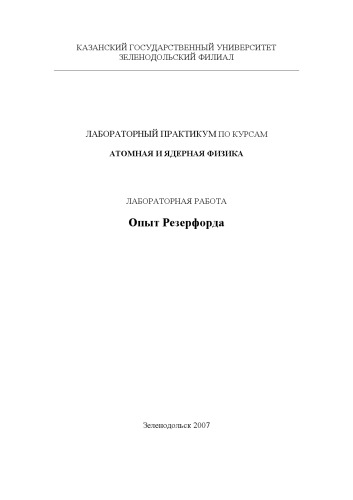 КАЗАНСКИЙ ГОСУДАРСТВЕННЫЙ УНИВЕРСИТЕТ
ЗЕЛЕНОДОЛЬСКИЙ ФИЛИАЛ
ЛАБОРАТОРНЫЙ ПРАКТИКУМ ПО КУРСАМ
АТОМНАЯ И ЯДЕРНАЯ ФИЗИКА
ЛАБОРАТОРНАЯ РАБОТА
Опыт Резерфорда
Зеленодольск 2007